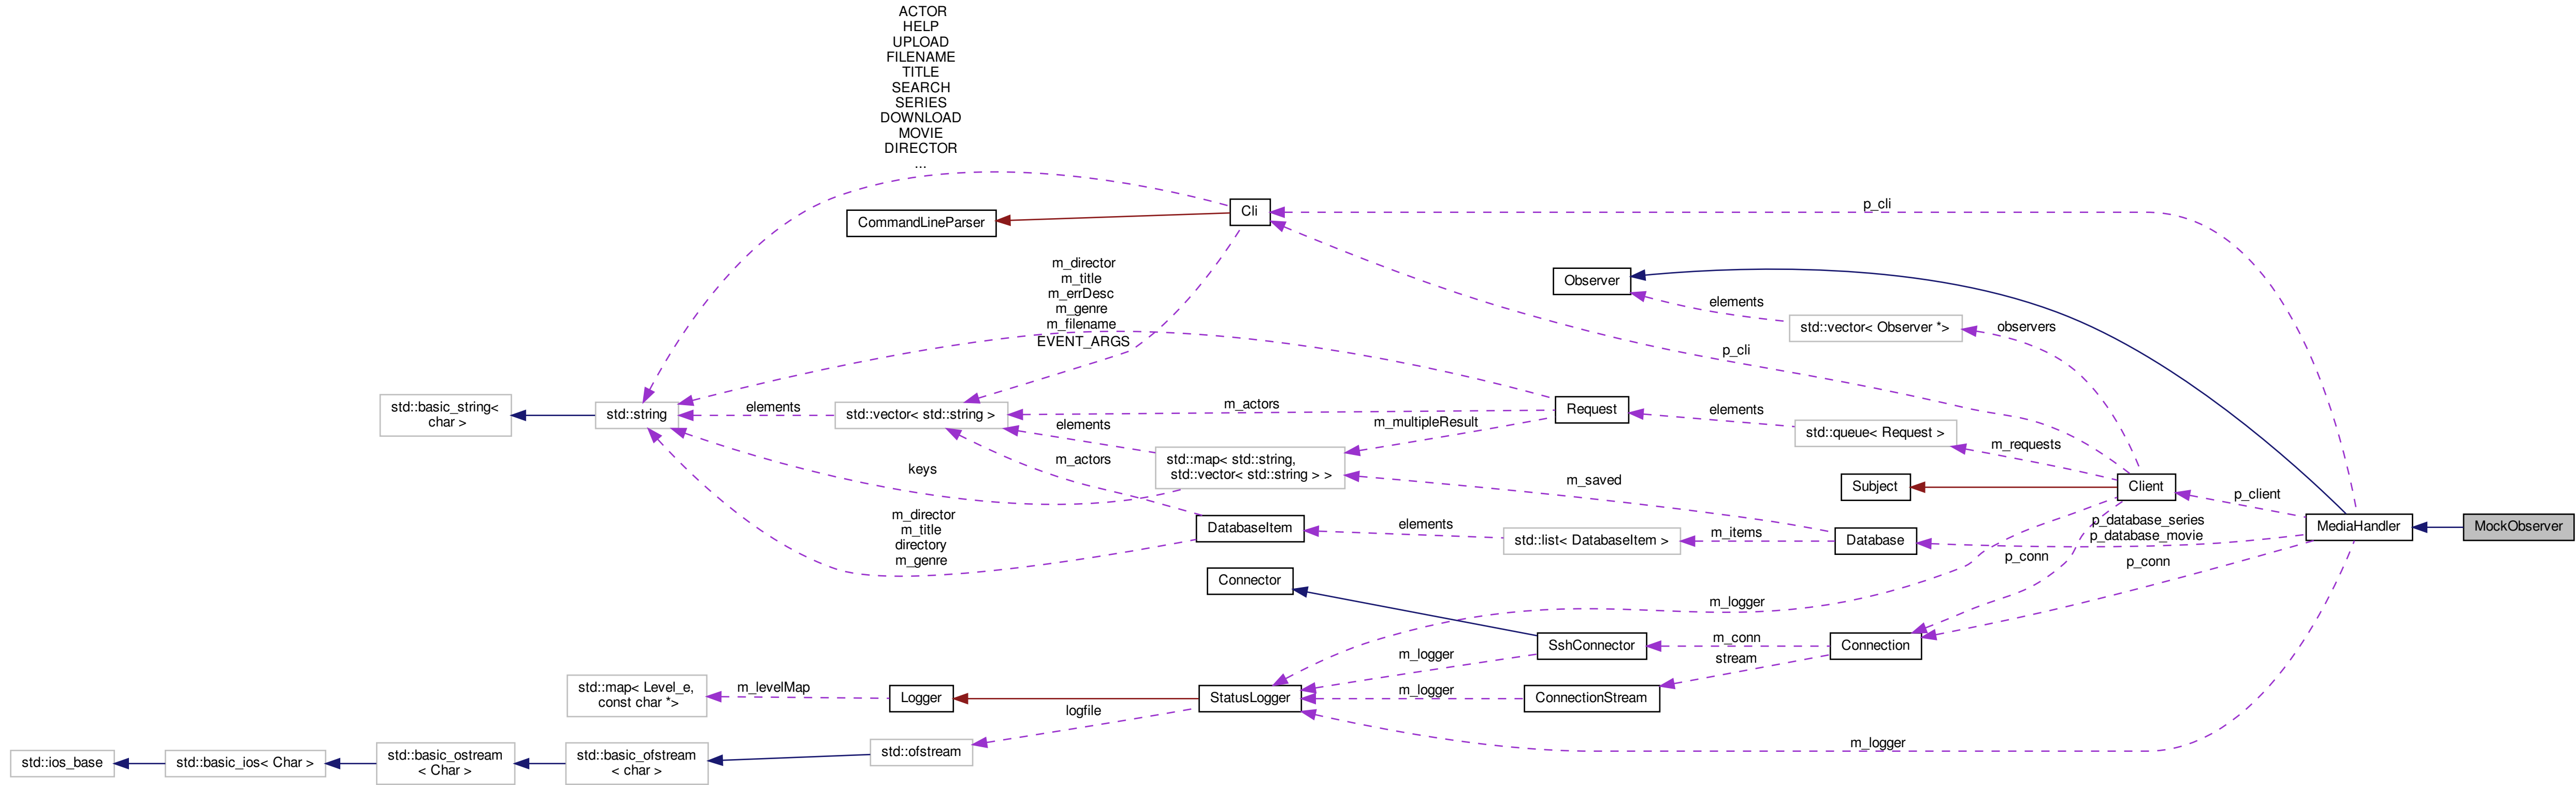 ACTOR
HELP
UPLOAD
FILENAME
TITLE
SEARCH
SERIES
DOWNLOAD
MOVIE
DIRECTOR
...
CommandLineParser
Cli
p_cli
m_director
m_title
m_errDesc
m_genre
m_filename
EVENT_ARGS
Observer
elements
std::vector< Observer *>
observers
p_cli
std::basic_string<
char >
std::string
elements
std::vector< std::string >
m_actors
Request
elements
std::queue< Request >
m_requests
m_multipleResult
elements
std::map< std::string,
std::vector< std::string > >
keys
m_actors
m_saved
Subject
Client
p_client
m_director
m_title
directory
m_genre
DatabaseItem
elements
std::list< DatabaseItem >
m_items
Database
p_database_series
p_database_movie
MediaHandler
MockObserver
p_conn
p_conn
Connector
m_logger
SshConnector
m_conn
Connection
m_logger
stream
std::map< Level_e,
const char *>
m_levelMap
Logger
StatusLogger
m_logger
ConnectionStream
logfile
m_logger
std::ios_base
std::basic_ios< Char >
std::basic_ostream
< Char >
std::basic_ofstream
< char >
std::ofstream